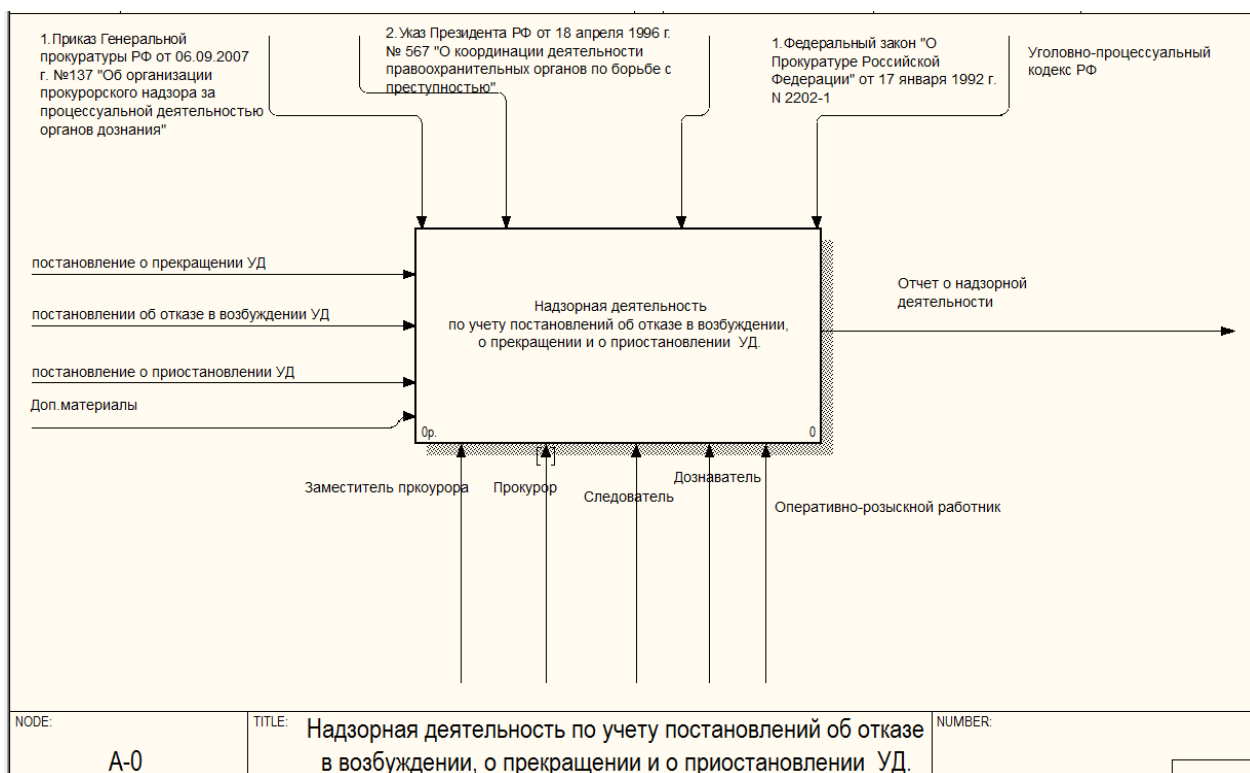 1.Приказ Генеральной
прокуратуры РФ от 06.09.2007
г. №137 "Об организации
прокурорского надзора за
процессуальной деятельностью
органов дознания"
2.Указ Президента РФ от 18 апреля 1996 г.
№ 567 "О координации деятельности
правоохранительных органов по борьбе с
преступностью"
1.Федеральный закон "О
Прокуратуре Российской
Федерации" от 17 января 1992 г.
N 2202-1
Уголовно-процессуальный
кодекс РФ
постановление о прекращении УД
постановлении об отказе в возбуждении УД
постановление о приостановлении УД
Доп.материалы
Надзорная деятельность
по учету постановлений об отказе в возбуждении,
о прекращении и о приостановлении УД.
0р.
0
Отчет о надзорной
деятельности
Заместитель пркоурора
Прокурор
Следователь
Дознаватель
Оперативно-розыскной работник
NODE:
A-0
TITLE:
Надзорная деятельность по учету постановлений об отказе
в возбуждении, о прекращении и о приостановлении УД.
NUMBER: